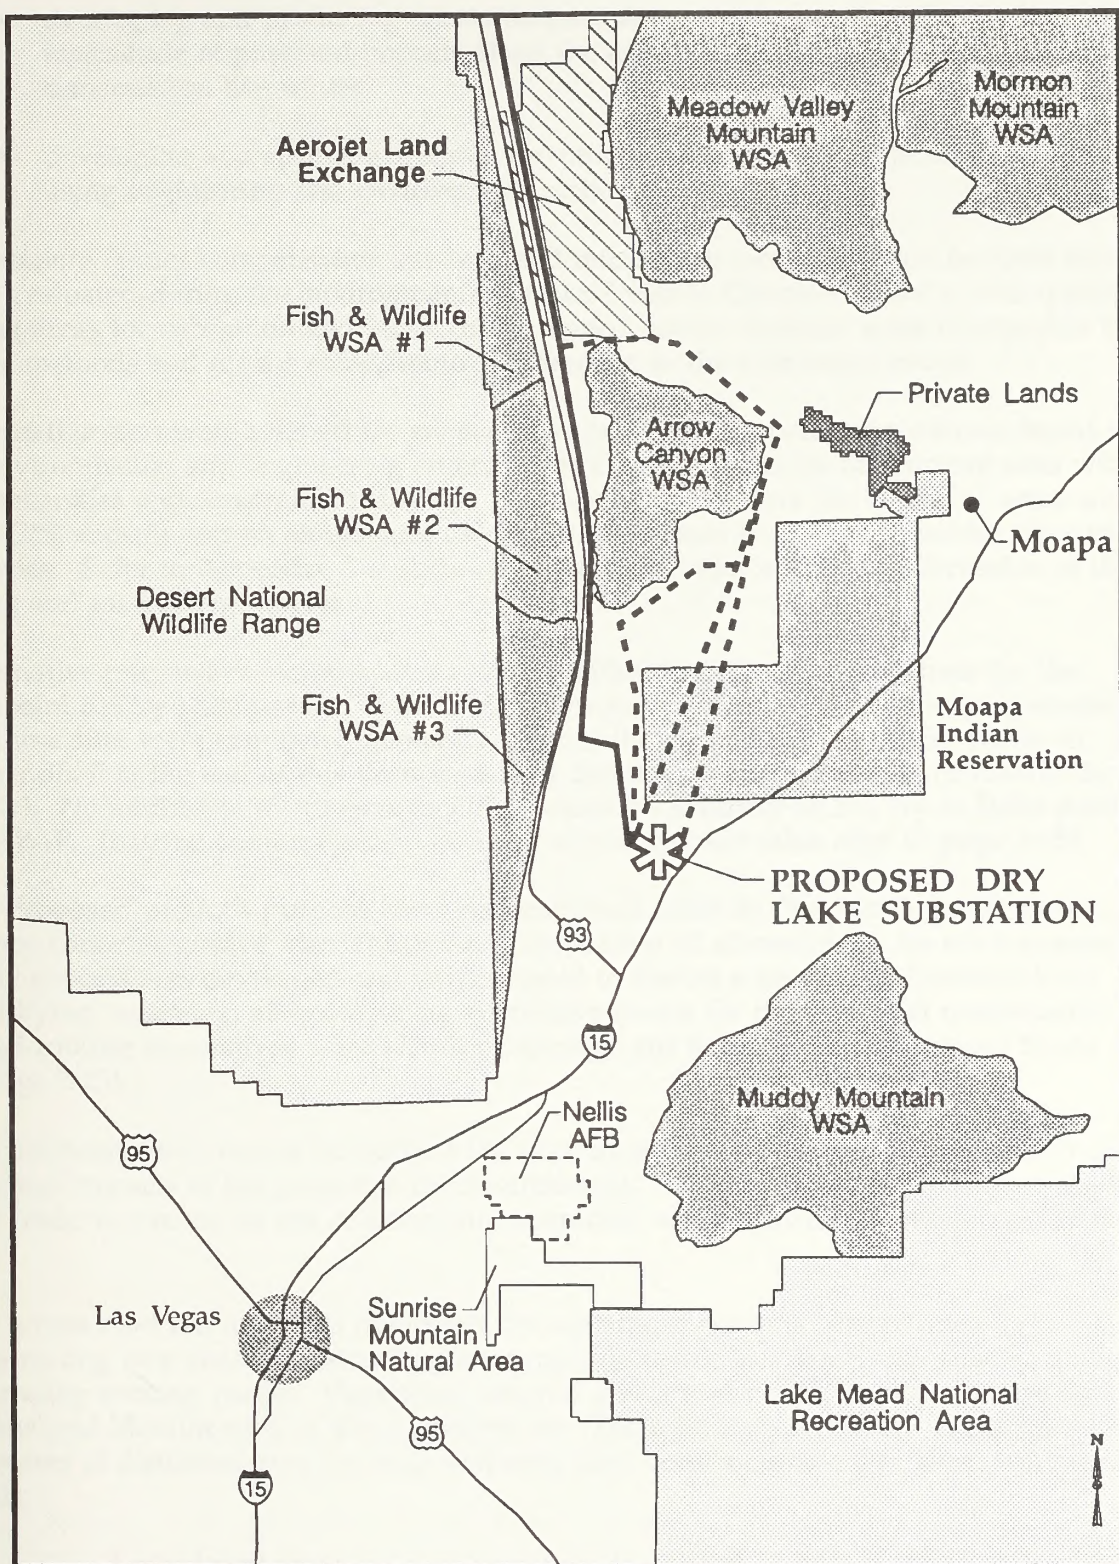 Mormon
Mountain
WSA
Meadow Valley
Mountain
WSA
Aerojet Land
Exchange
Fish & Wildlife
WSA #1
Private Lands
Arrow
Canyon
WSA
Fish & Wildlife
WSA #2
Moapa
Desert National
Wildlife Range
Fish & Wildlife
WSA #3
Moapa
Indian
Reservation
PROPOSED DRY
LAKE SUBSTATION
93
15
Muddy Mountain
WSA
Nellis
AFB
95
Las Vegas
Sunrise
Mountain
Natural Area
Lake Mead National
Recreation Area
95
N
15